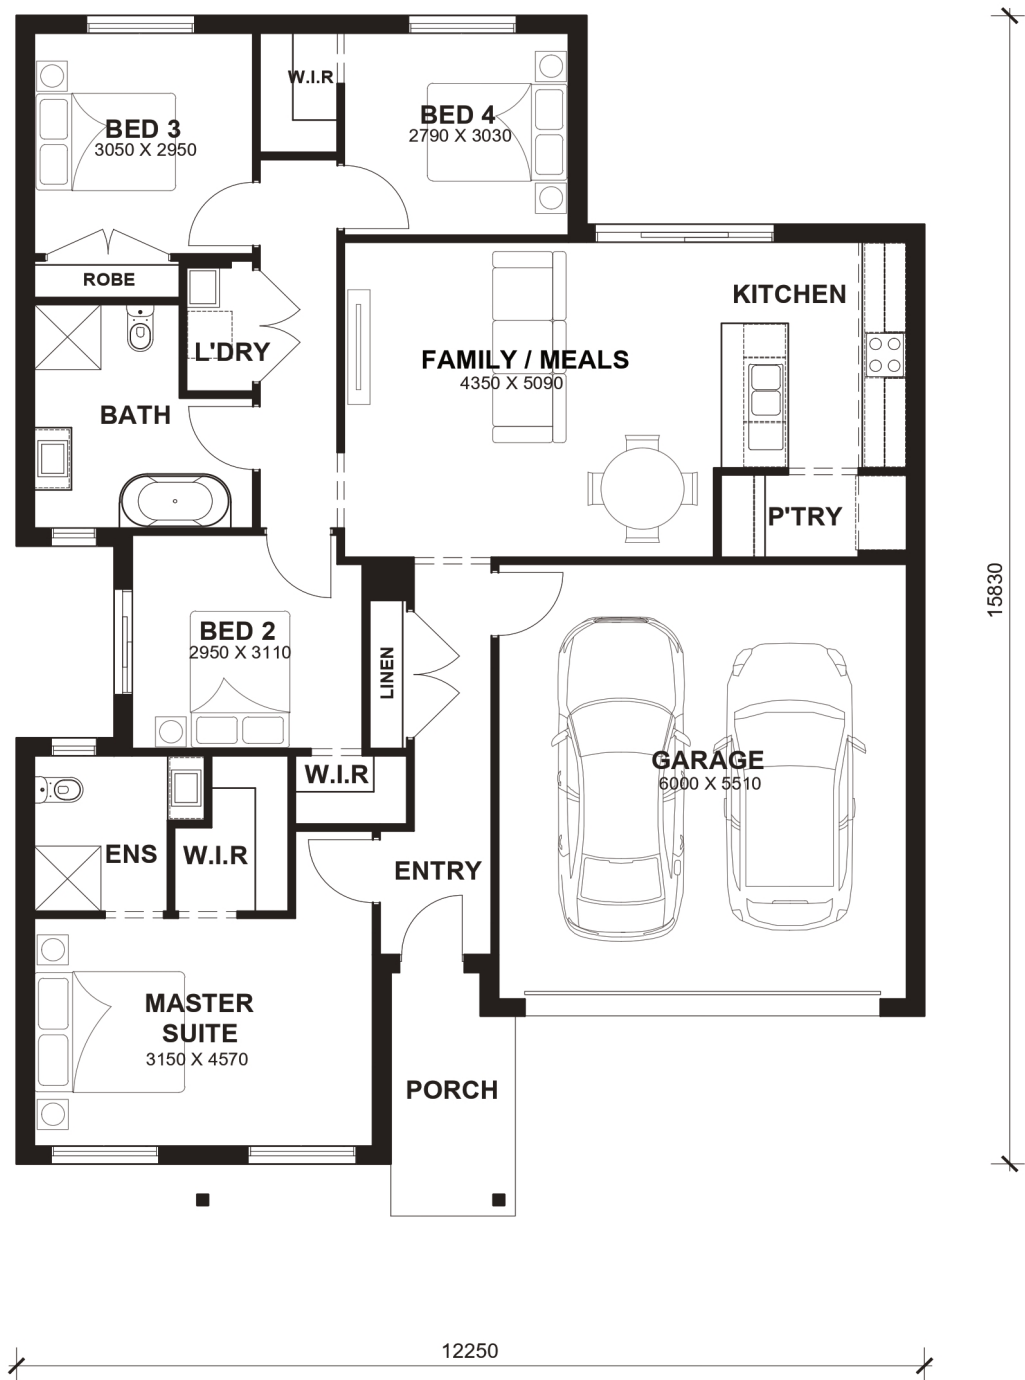 W.I.R
BED 3
3050 X 2950
BED 4
2790 X 3030
ROBE
KITCHEN
L'DRY
FAMILY / MEALS
4350 X 5090
BATH
P'TRY
15830
BED 2
2950 X 3110
LINEN
GARAGE
6000 X 5510
W.I.R
ENS
W.I.R
ENTRY
MASTER
SUITE
3150 X 4570
PORCH
12250